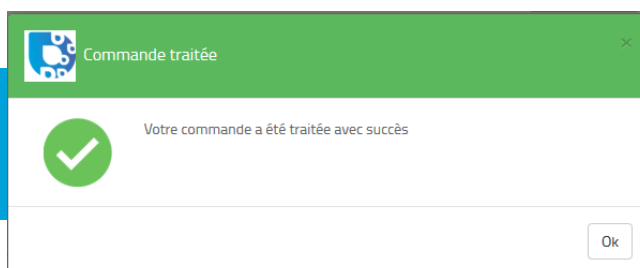 Commande traitée
×
Votre commande a été traitée avec succès
Ok